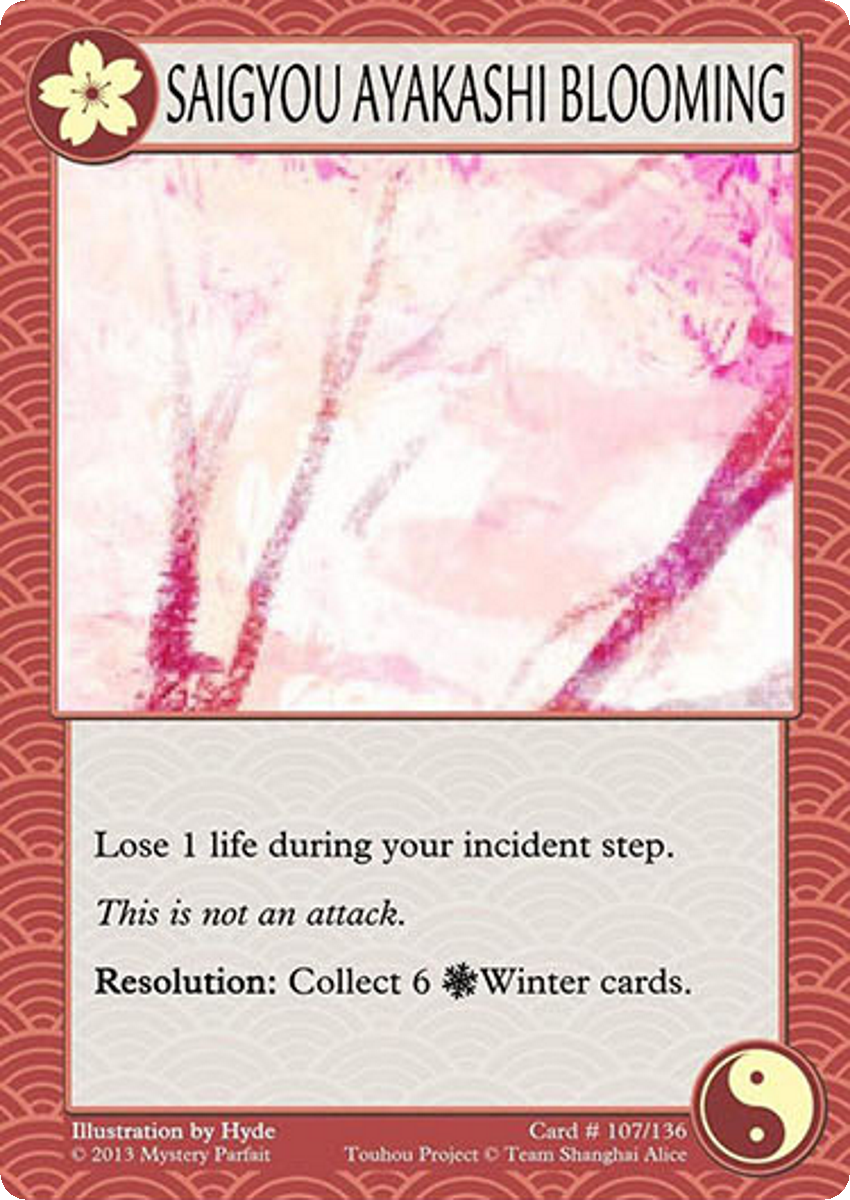 SAIGYOU AYAKASHI BLOOMING
Lose 1 life during your incident step.
This is not an attack.
Resolution: Collect 6 ❄Winter cards.
Illustration by Hyde
Card # 107/136
© 2013 Mystery Parfait
Touhou Project © Team Shanghai Alice